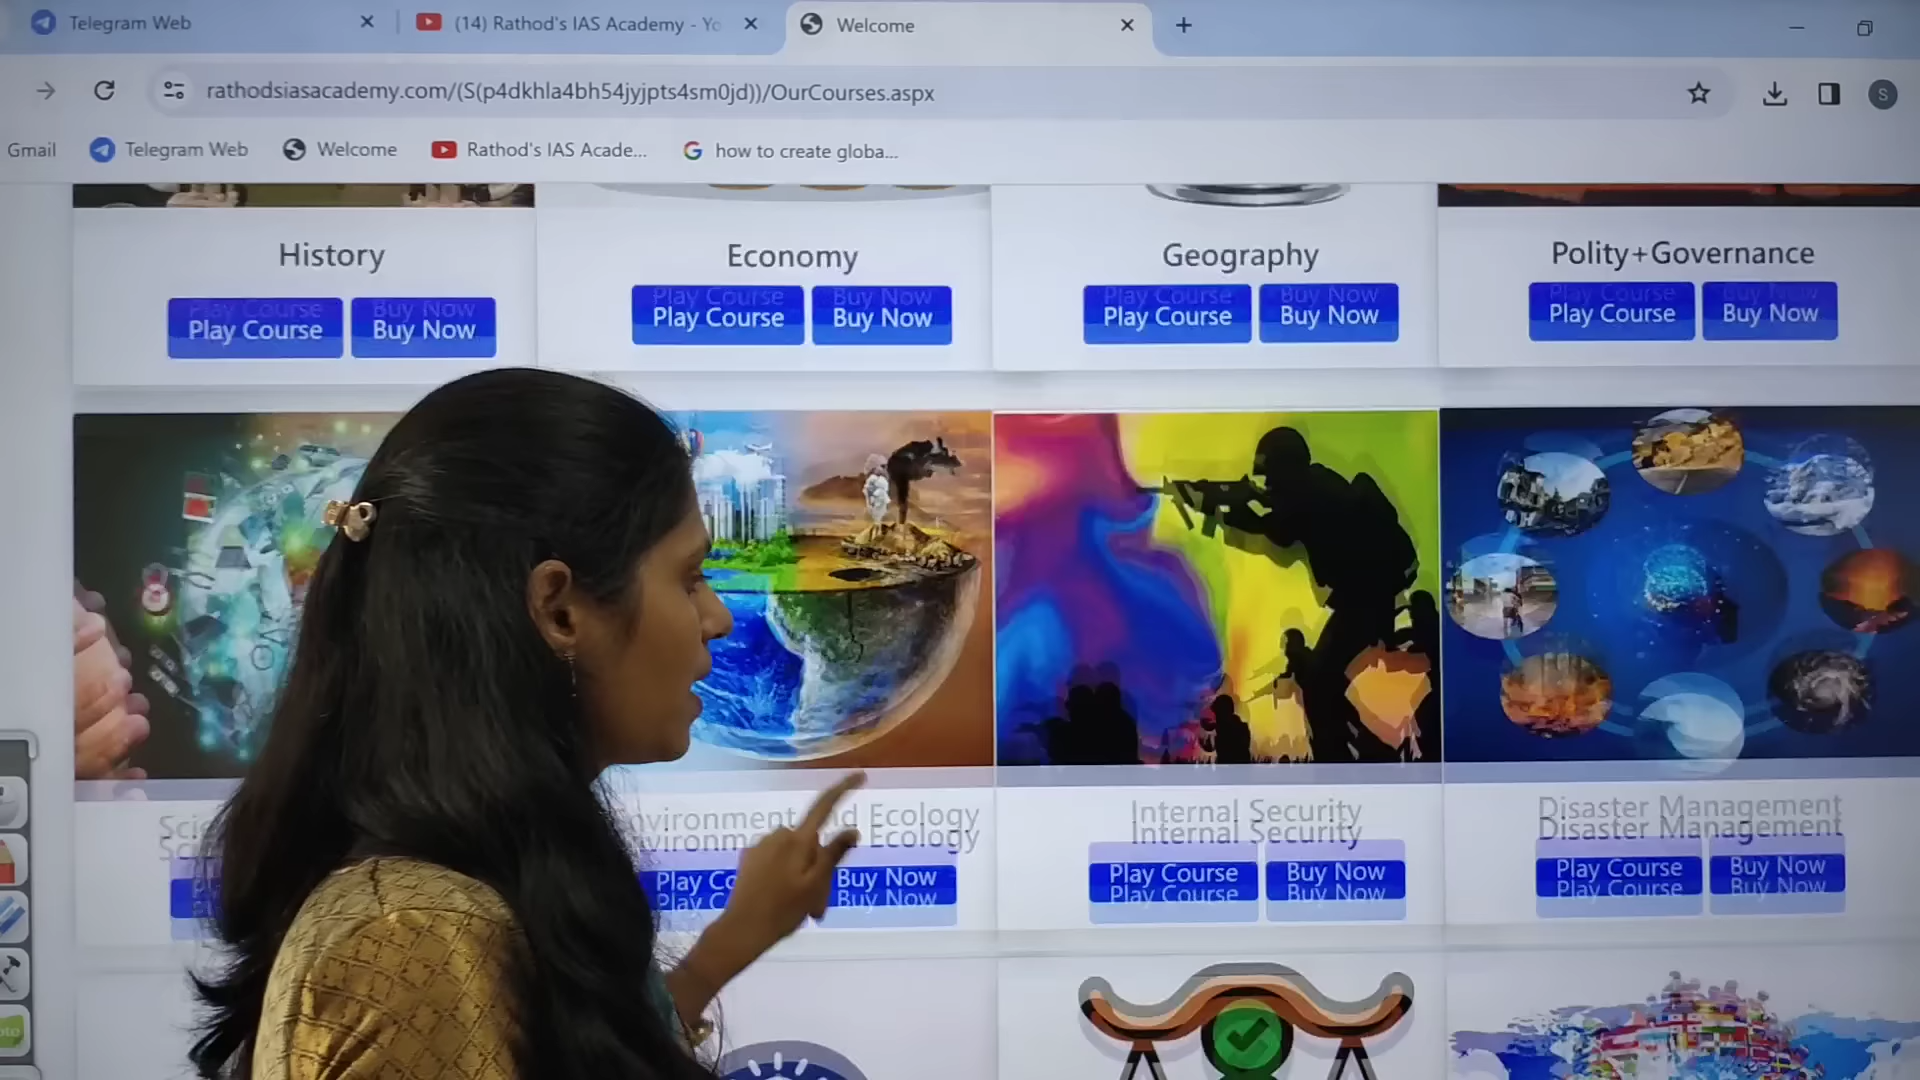 Telegram Web
(14) Rathod's IAS Academy - Yo
Welcome
rathodsiasacademy.com/(S(p4dkhla4bh54jyjpts4sm0jd))/OurCourses.aspx
S
Gmail
Telegram Web
Welcome
Rathod's IAS Acade...
how to create globa...
History
Economy
Geography
Polity+Governance
Play Course Buy Now
Play Course Buy Now
Play Course Buy Now
Play Course Buy Now
Environment and Ecology
Internal Security
Disaster Management
Buy Now
Play Course Buy Now
Play Course Buy Now